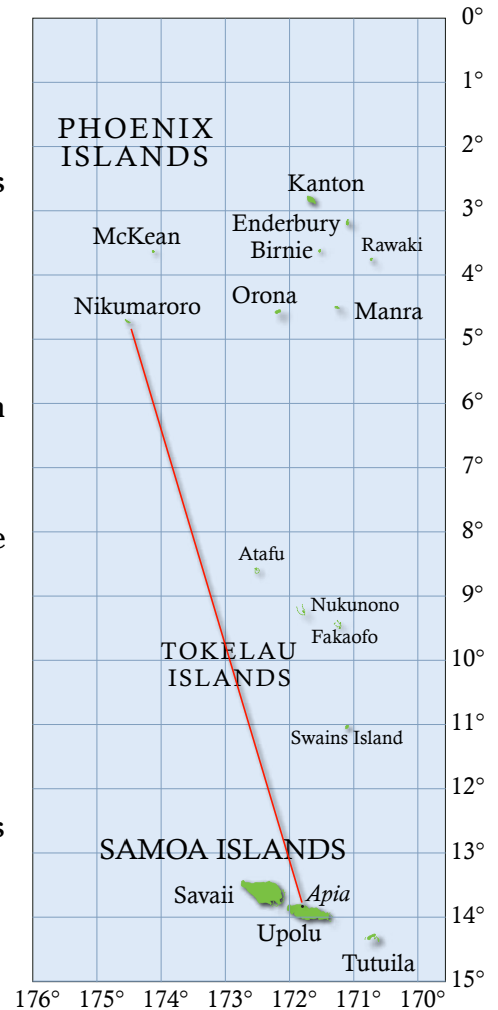 0°
1°
PHOENIX
ISLANDS
2°
s
Kanton
3°
Enderbury
McKean
Birnie
Rawaki
4°
Orona
Nikumaroro
Manra
5°
6°
7°
8°
Atafu
9°
Nukunono
Fakaofo
TOKELAU
10°
ISLANDS
11°
Swains Island
12°
s
SAMOA ISLANDS
13°
Savaii
Apia
14°
Upolu
Tutuila
15°
176° 175° 174° 173° 172° 171° 170°